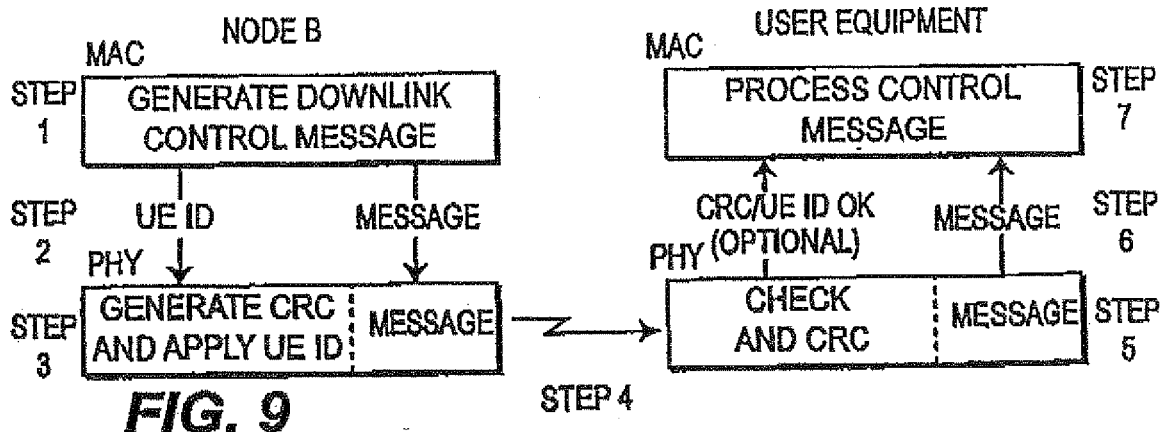 NODE B
USER EQUIPMENT
MAC
MAC
STEP 1
GENERATE DOWNLINK
CONTROL MESSAGE
PROCESS CONTROL
MESSAGE
STEP 7
STEP 2
UE ID
MESSAGE
CRC/UE ID OK
(OPTIONAL)
MESSAGE
STEP 6
PHY
PHY
STEP 3
GENERATE CRC
AND APPLY UE ID
MESSAGE
CHECK
AND CRC
MESSAGE
STEP 5
STEP 4
FIG. 9